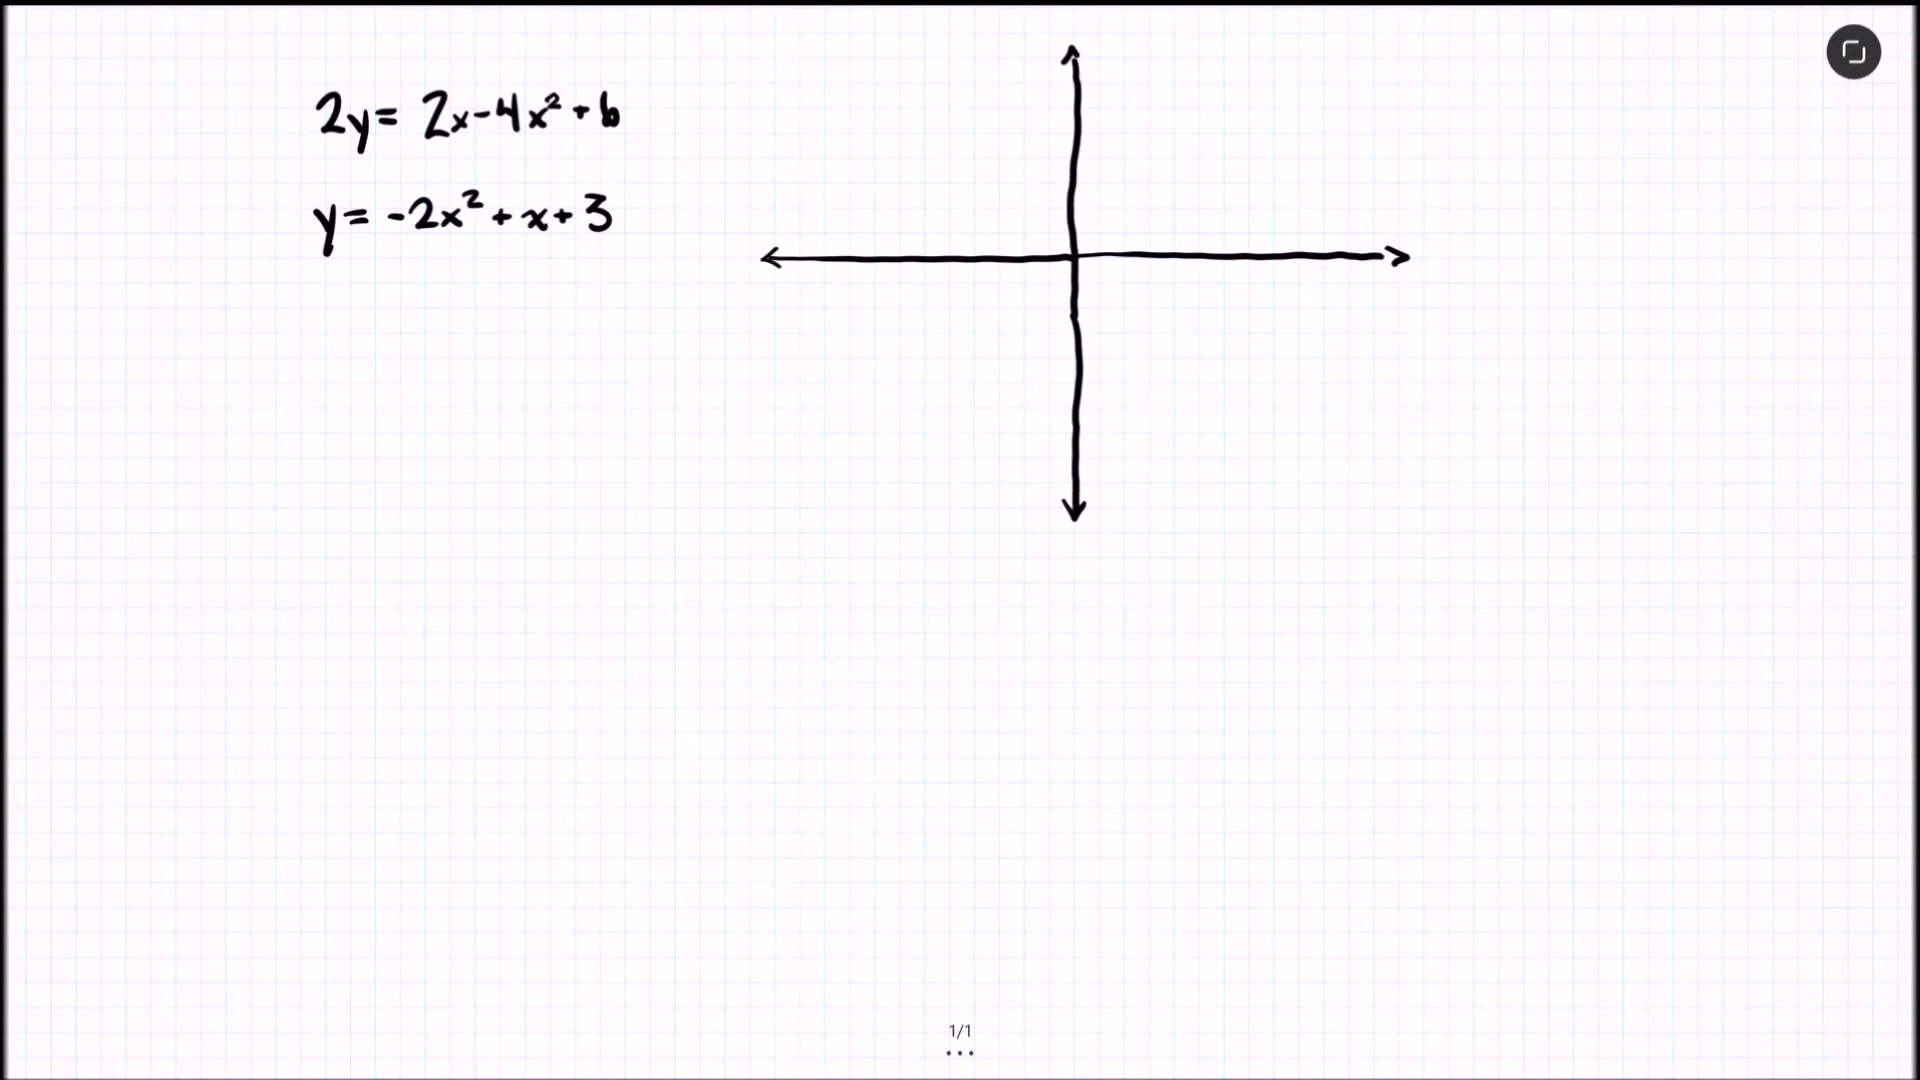 2y = 2x - 4x² + 6
y = -2x² + x + 3
1/1